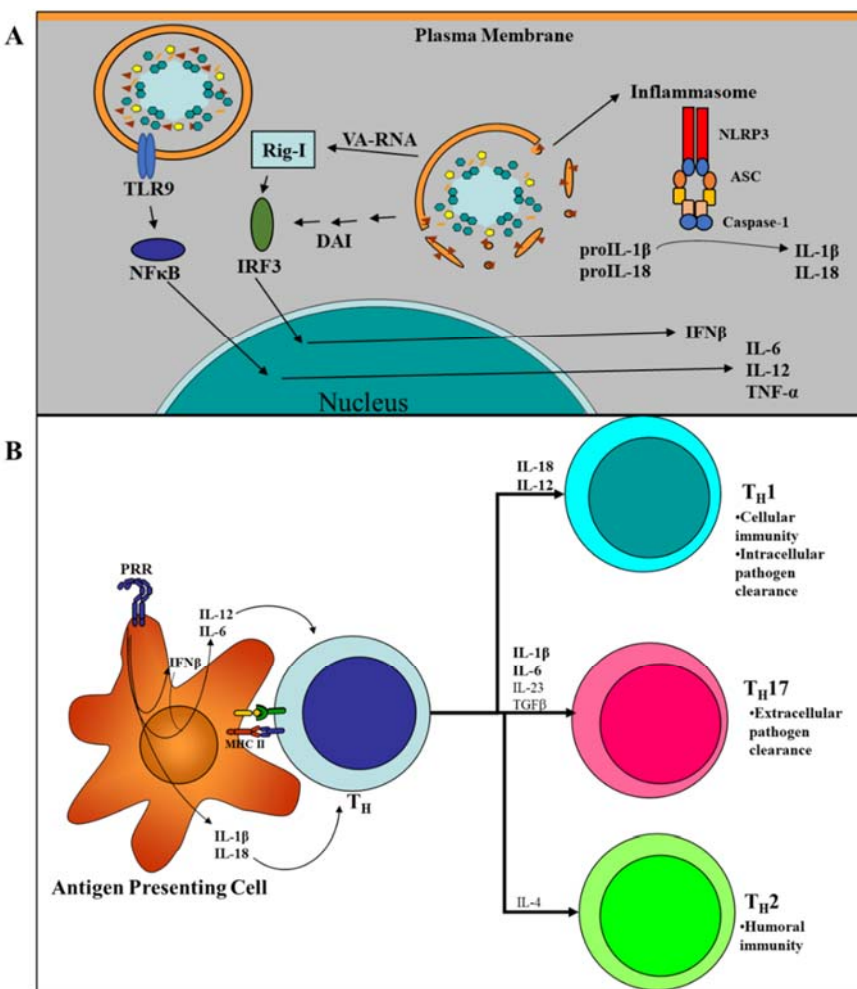 A
Plasma Membrane
Inflammasome
NLRP3
ASC
Caspase-1
proIL-1β
proIL-18
IL-1β
IL-18
VA-RNA
Rig-I
TLR9
DAI
NFκB
IRF3
IFNβ
IL-6
IL-12
TNF-α
Nucleus
B
PRR
IL-12
IL-6
IFNβ
MHC II
IL-1β
IL-18
Antigen Presenting Cell
TH
IL-18
IL-12
TH1
•Cellular
immunity
•Intracellular
pathogen
clearance
IL-1β
IL-6
IL-23
TGFβ
TH17
•Extracellular
pathogen
clearance
IL-4
TH2
•Humoral
immunity